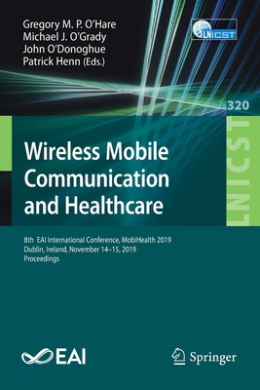 Gregory M. P. O'Hare
Michael J. O'Grady
John O'Donoghue
Patrick Henn (Eds.)
ICST
320
LNICST
Wireless Mobile
Communication
and Healthcare
8th EAI International Conference, MobiHealth 2019
Dublin, Ireland, November 14–15, 2019
Proceedings
EAI
Springer